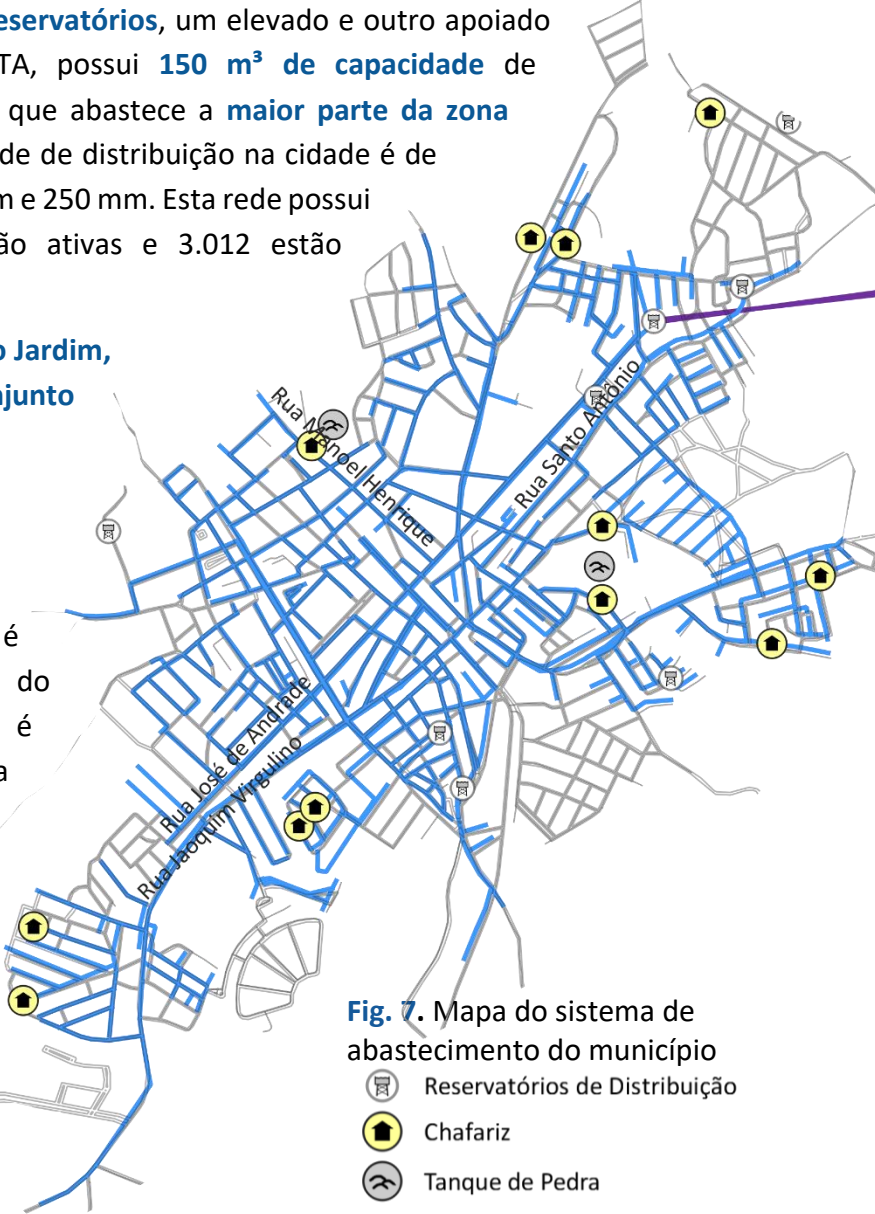 eservatórios, um elevado e outro apoiado
TA, possui 150 m³ de capacidade de
que abastece a maior parte da zona
de de distribuição na cidade é de
m e 250 mm. Esta rede possui
ão ativas e 3.012 estão
o Jardim,
njunto
é
do
é
a
Rua Manoel Henrique
Rua Santo Antônio
Rua José de Andrade
Rua Jaoquim Virgulino
Fig. 7. Mapa do sistema de
abastecimento do município
Reservatórios de Distribuição
Chafariz
Tanque de Pedra